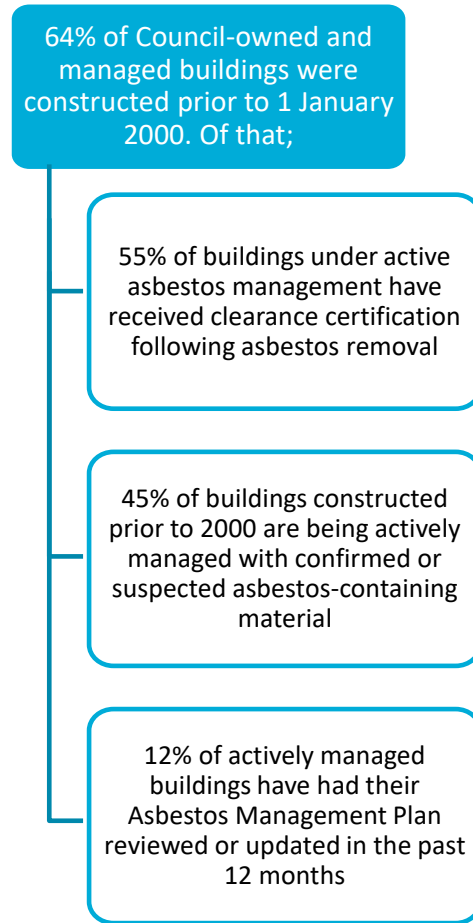 64% of Council-owned and
managed buildings were
constructed prior to 1 January
2000. Of that;
55% of buildings under active
asbestos management have
received clearance certification
following asbestos removal
45% of buildings constructed
prior to 2000 are being actively
managed with confirmed or
suspected asbestos-containing
material
12% of actively managed
buildings have had their
Asbestos Management Plan
reviewed or updated in the past
12 months